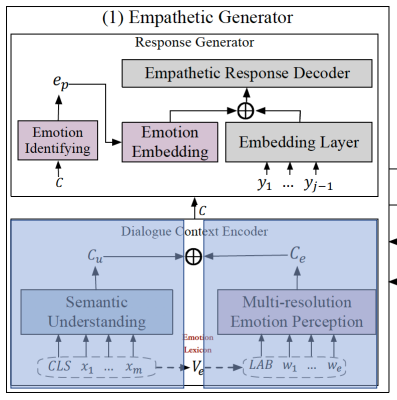 (1) Empathetic Generator
Response Generator
e_p
Empathetic Response Decoder
Emotion
Identifying
Emotion
Embedding
Embedding Layer
C
y_1 ... y_{j-1}
C
Dialogue Context Encoder
C_u
C_e
Semantic
Understanding
Multi-resolution
Emotion Perception
Emotion
Lexicon
CLS x_1 ... x_m
V_e
LAB w_1 ... w_e